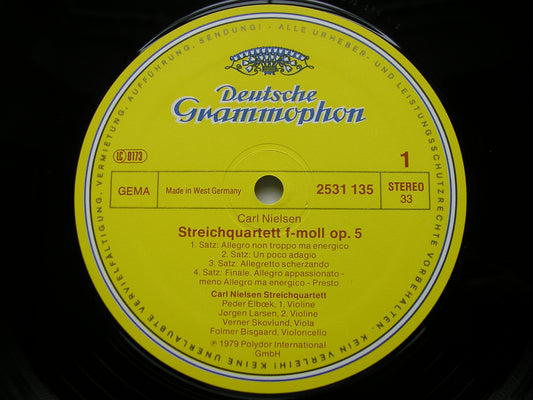 ALLE URHEBER- UND LEISTUNGSSCHUTZRECHTE VORBEHALTEN. KEIN VERLEIH! KEINE UNERLAUBTE VERVIELFÄLTIGUNG, VERMIETUNG, AUFFÜHRUNG, SENDUNG! -
Deutsche
Grammophon
LC 0173
1
GEMA
Made in West Germany
2531 135
STEREO
33
Carl Nielsen
Streichquartett f-moll op. 5
1. Satz: Allegro non troppo ma energico
2. Satz: Un poco adagio
3. Satz: Allegretto scherzando
4. Satz: Finale. Allegro appassionato -
meno Allegro ma energico - Presto
Carl Nielsen Streichquartett
Peder Elbœk, 1. Violine
Jørgen Larsen, 2. Violine
Verner Skovlund, Viola
Folmer Bisgaard, Violoncello
℗ 1979 Polydor International
GmbH